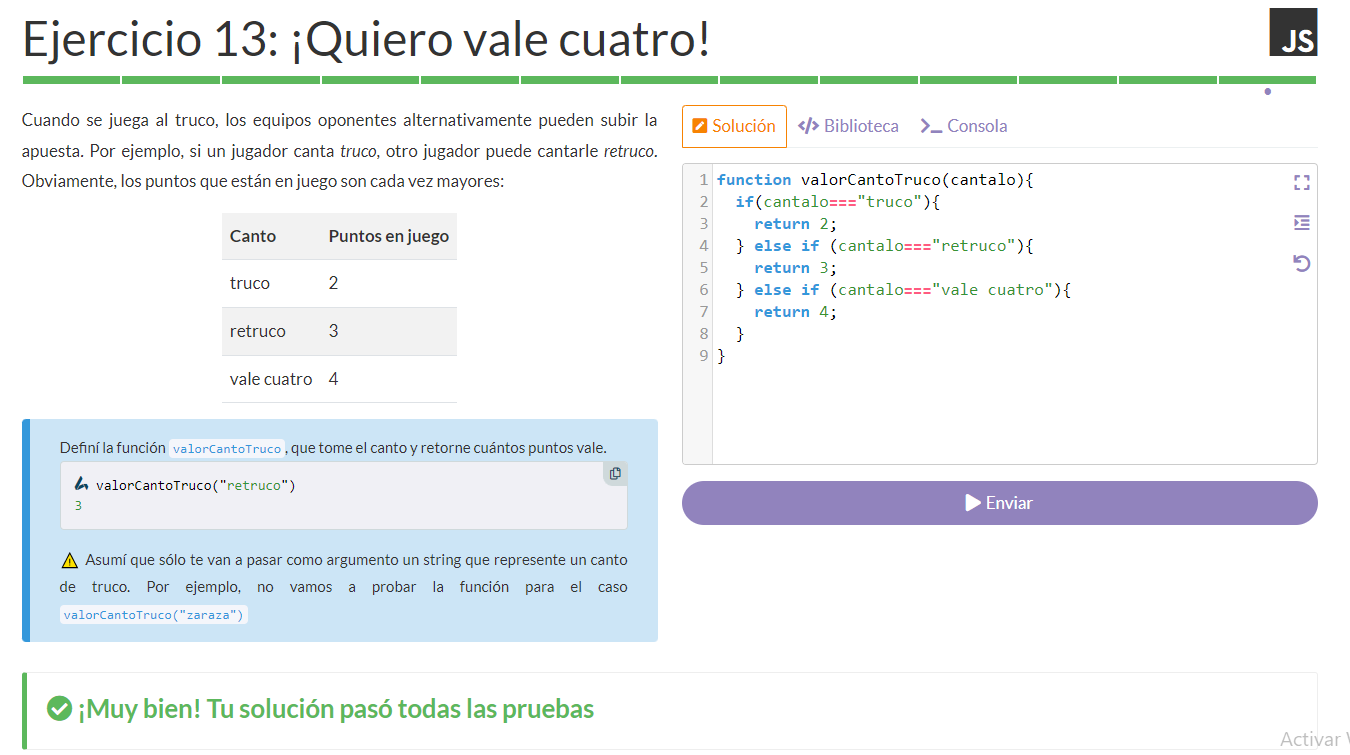 Ejercicio 13: ¡Quiero vale cuatro!
JS
Cuando se juega al truco, los equipos oponentes alternativamente pueden subir la
apuesta. Por ejemplo, si un jugador canta truco, otro jugador puede cantarle retruco.
Obviamente, los puntos que están en juego son cada vez mayores:
Canto Puntos en juego
truco 2
retruco 3
vale cuatro 4
Definí la función valorCantoTruco, que tome el canto y retorne cuántos puntos vale.
valorCantoTruco("retruco")
3
Asumí que sólo te van a pasar como argumento un string que represente un canto
de truco. Por ejemplo, no vamos a probar la función para el caso
valorCantoTruco("zaraza")
Solución </> Biblioteca >_ Consola
1 function valorCantoTruco(cantalo){
2   if(cantalo==="truco"){
3     return 2;
4   } else if (cantalo==="retruco"){
5     return 3;
6   } else if (cantalo==="vale cuatro"){
7     return 4;
8   }
9 }
Enviar
¡Muy bien! Tu solución pasó todas las pruebas
Activar